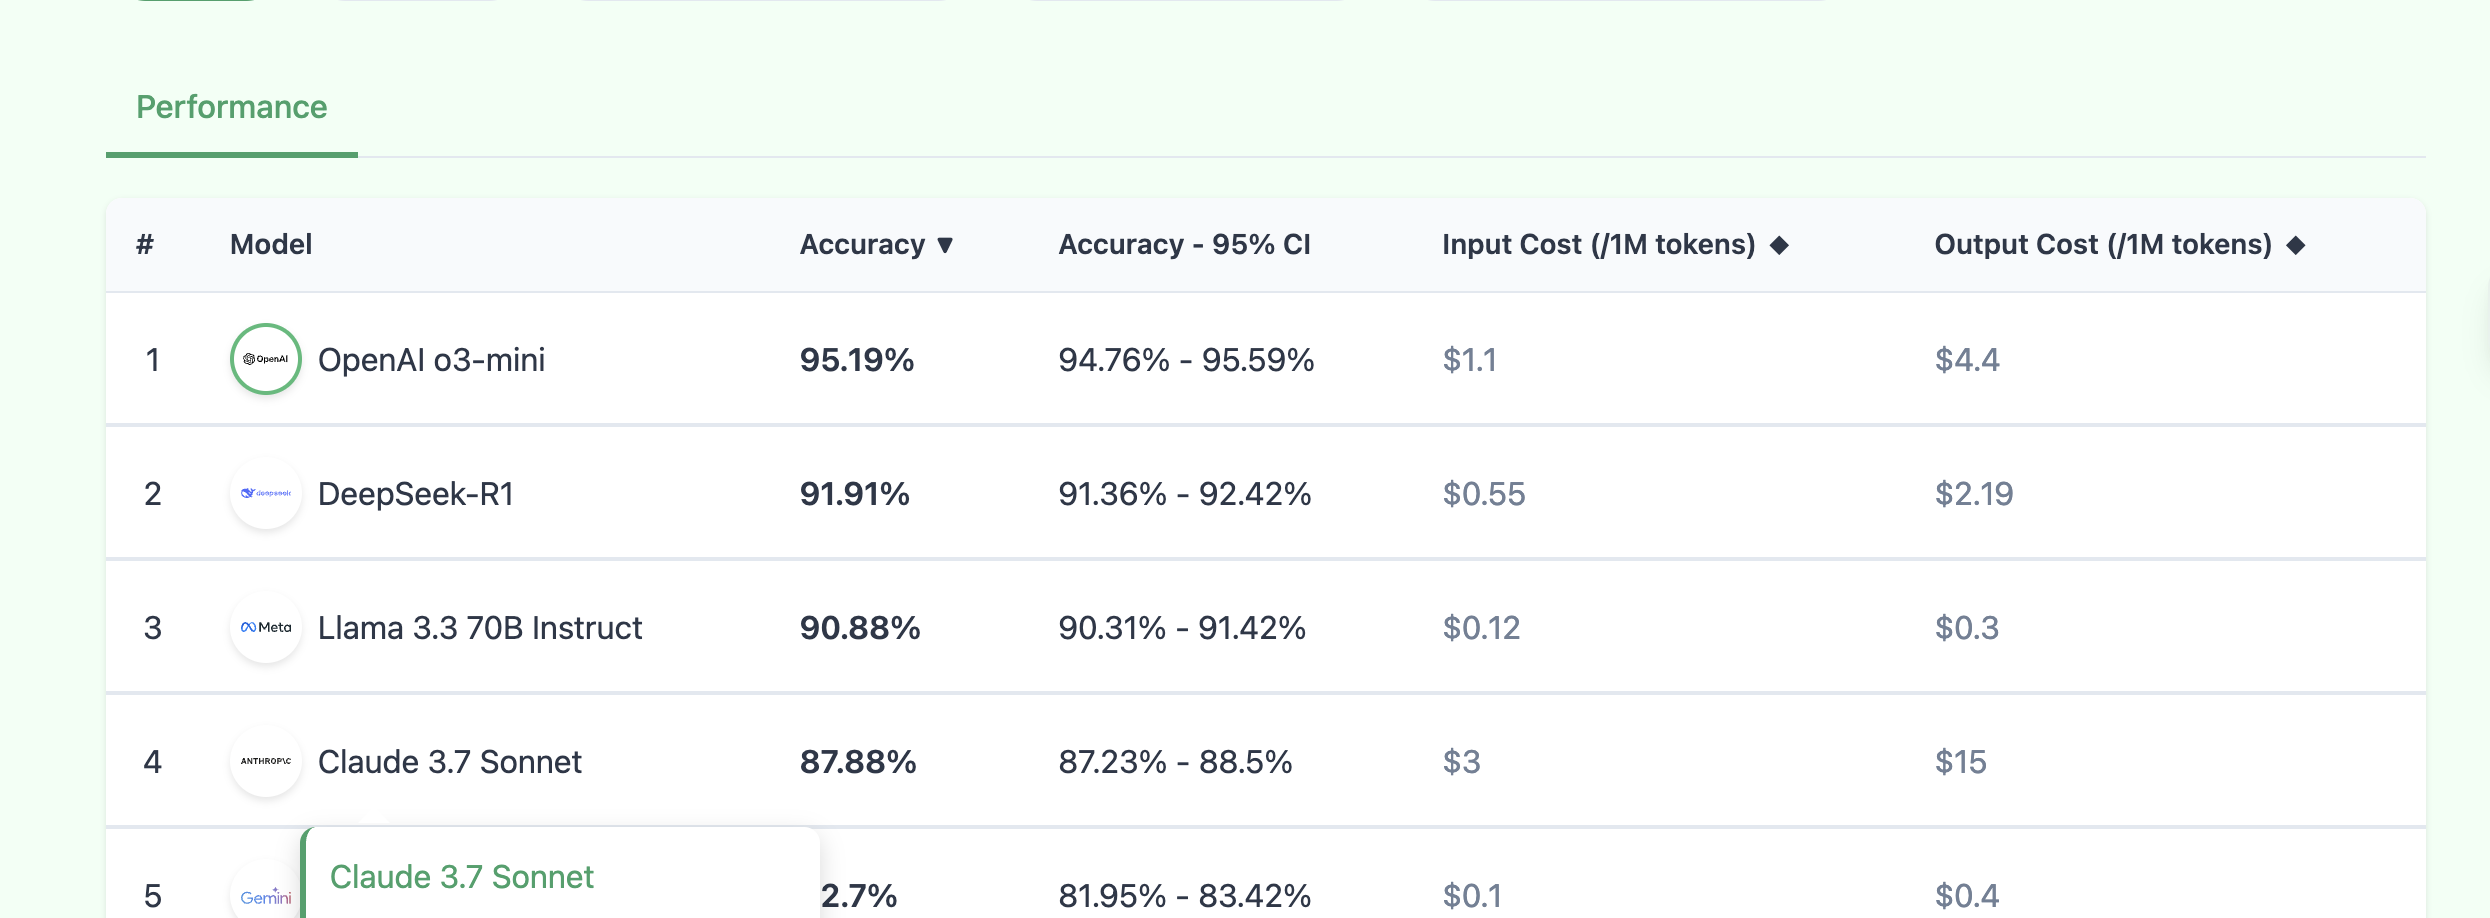 Performance
# Model Accuracy ▼ Accuracy - 95% CI Input Cost (/1M tokens) ◆ Output Cost (/1M tokens) ◆
1 OpenAI OpenAI o3-mini 95.19% 94.76% - 95.59% $1.1 $4.4
2 deepseek DeepSeek-R1 91.91% 91.36% - 92.42% $0.55 $2.19
3 Meta Llama 3.3 70B Instruct 90.88% 90.31% - 91.42% $0.12 $0.3
4 ANTHROP\C Claude 3.7 Sonnet 87.88% 87.23% - 88.5% $3 $15
Claude 3.7 Sonnet
5 Gemini 2.7% 81.95% - 83.42% $0.1 $0.4